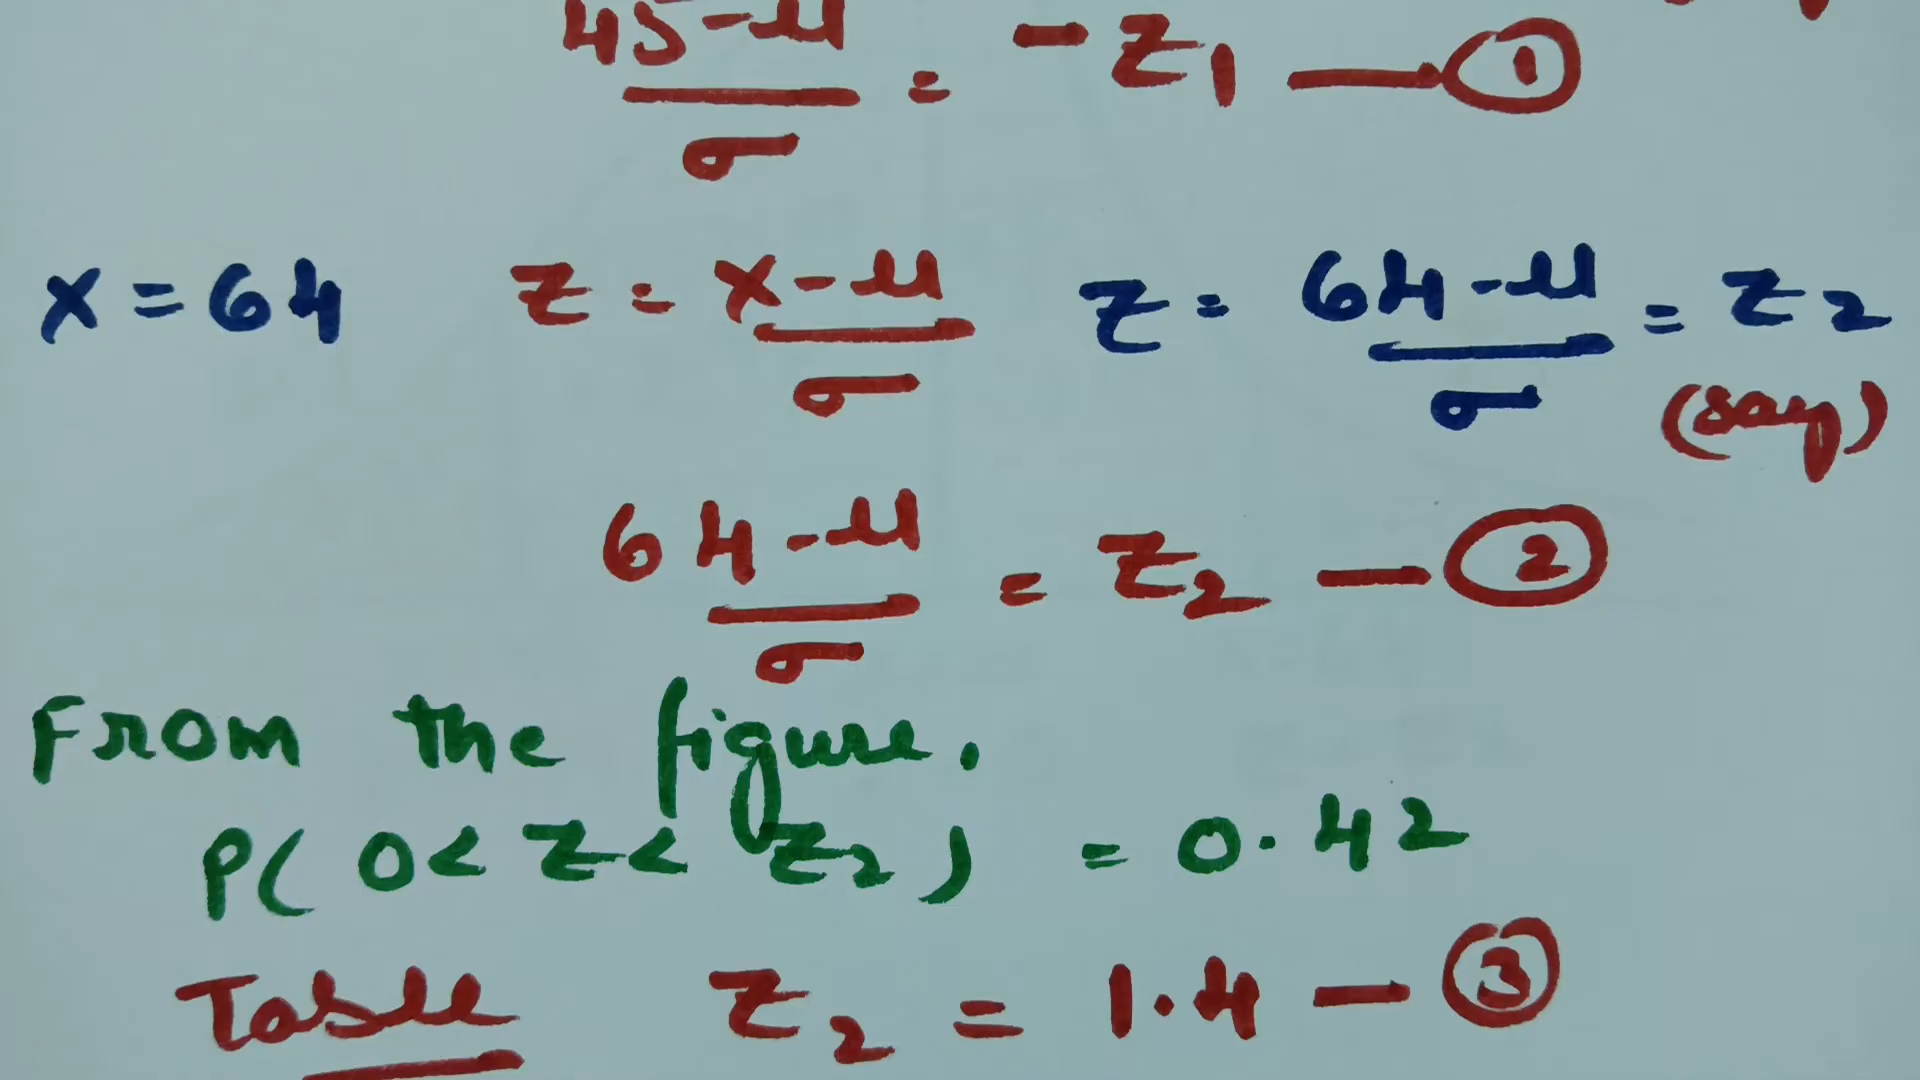 45-μ/σ = -z1 — ①
x = 64 z = x-μ/σ z = 64-μ/σ = z2
(say)
64-μ/σ = z2 — ②
From the figure.
P( 0 < z < z2 ) = 0.42
Table z2 = 1.4 — ③